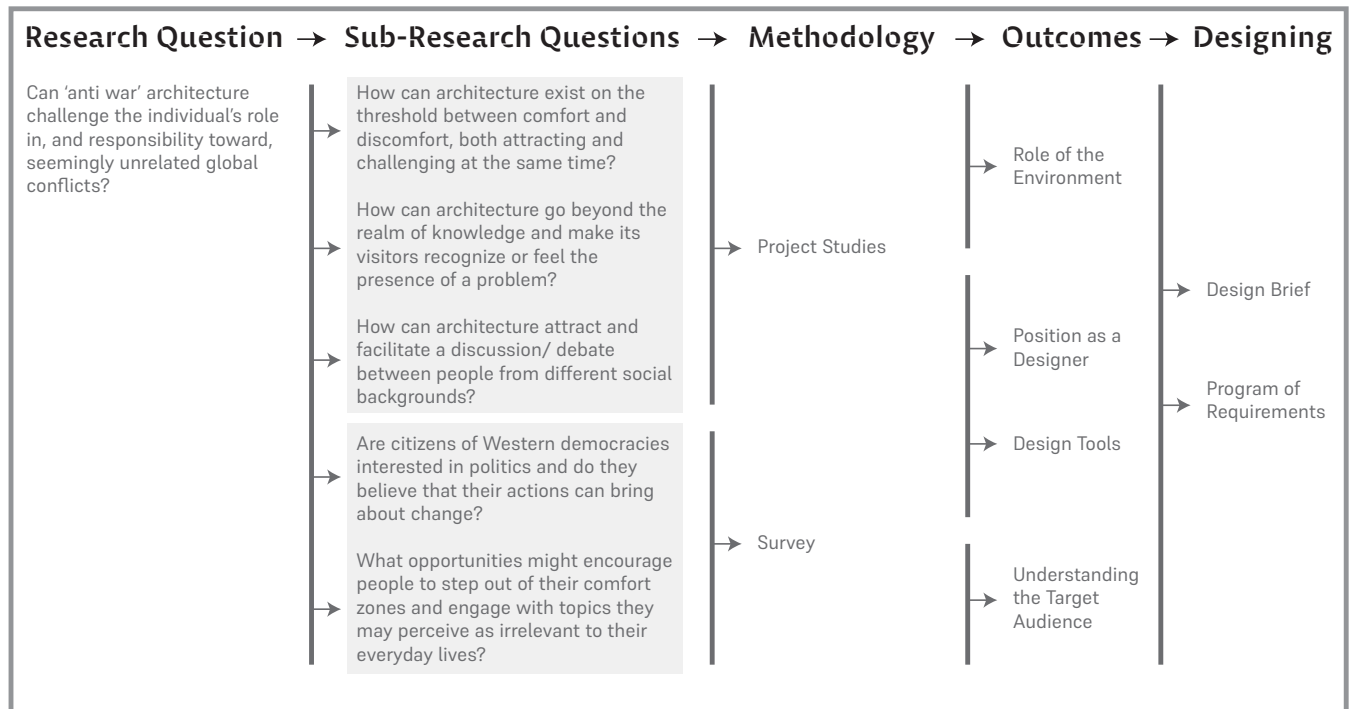 Research Question → Sub-Research Questions → Methodology → Outcomes → Designing
Can ‘anti war’ architecture
challenge the individual’s role
in, and responsibility toward,
seemingly unrelated global
conflicts?
How can architecture exist on the
threshold between comfort and
discomfort, both attracting and
challenging at the same time?
How can architecture go beyond the
realm of knowledge and make its
visitors recognize or feel the
presence of a problem?
How can architecture attract and
facilitate a discussion/ debate
between people from different social
backgrounds?
Are citizens of Western democracies
interested in politics and do they
believe that their actions can bring
about change?
What opportunities might encourage
people to step out of their comfort
zones and engage with topics they
may perceive as irrelevant to their
everyday lives?
Project Studies
Survey
Role of the
Environment
Position as a
Designer
Design Tools
Understanding
the Target
Audience
Design Brief
Program of
Requirements